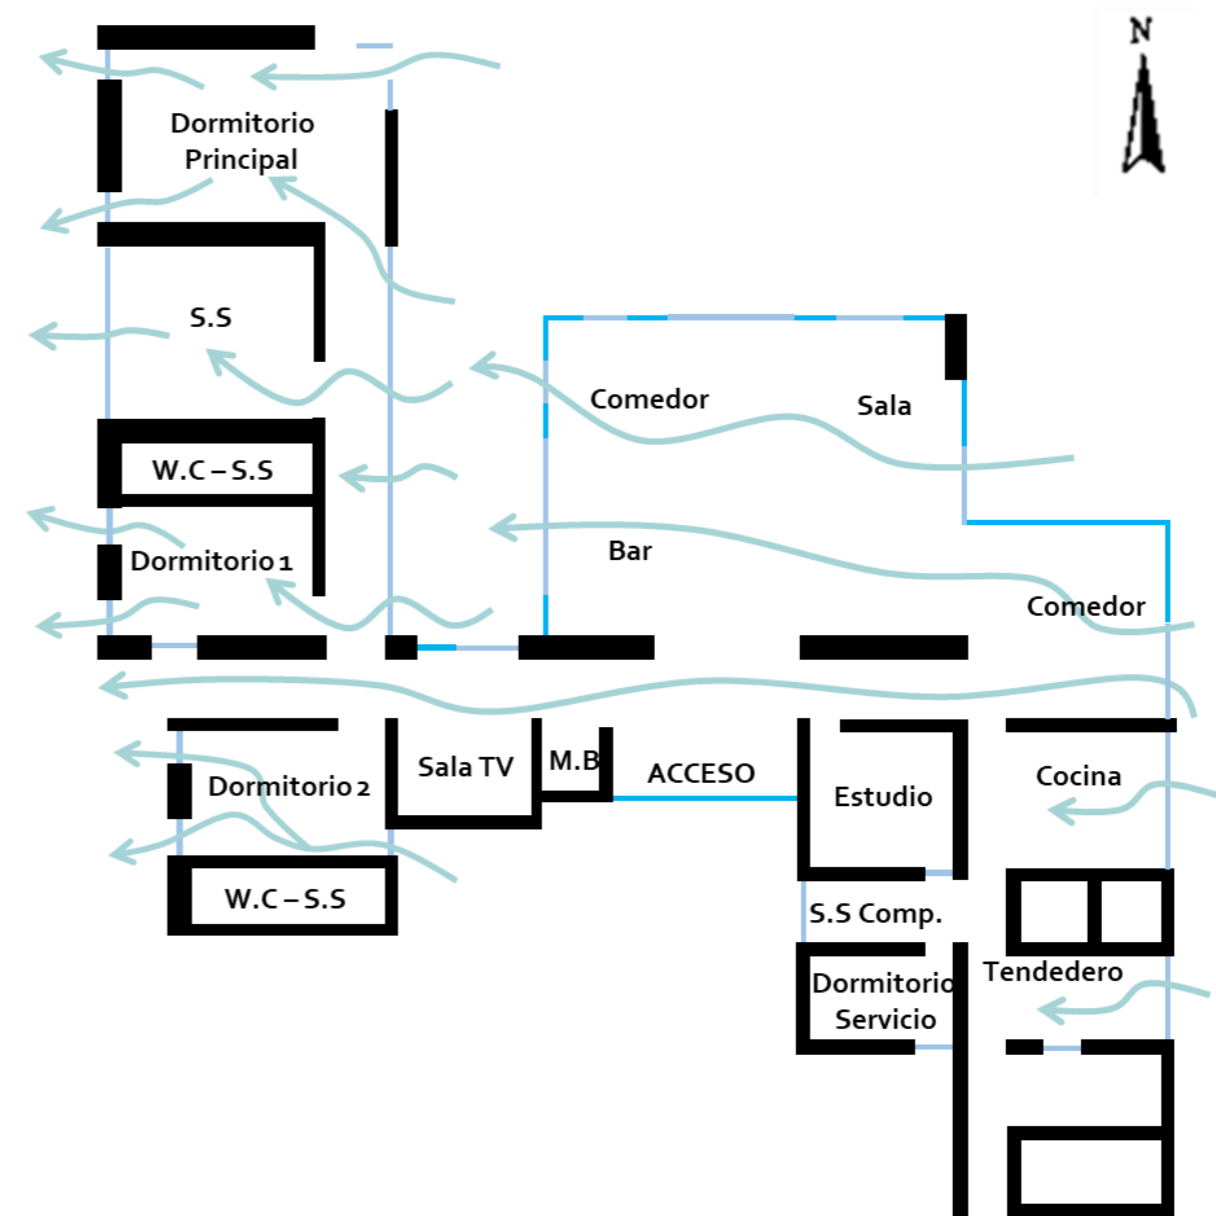 N
Dormitorio
Principal
S.S
Comedor
Sala
W.C – S.S
Bar
Dormitorio 1
Comedor
Sala TV
M.B
ACCESO
Cocina
Dormitorio 2
Estudio
W.C – S.S
S.S Comp.
Tendedero
Dormitorio
Servicio